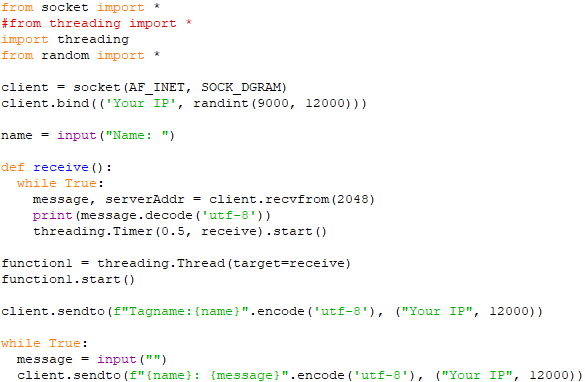 from socket import *
#from threading import *
import threading
from random import *
client = socket(AF_INET, SOCK_DGRAM)
client.bind(('Your IP', randint(9000, 12000)))
name = input("Name: ")
def receive():
  while True:
    message, serverAddr = client.recvfrom(2048)
    print(message.decode('utf-8'))
    threading.Timer(0.5, receive).start()
function1 = threading.Thread(target=receive)
function1.start()
client.sendto(f"Tagname:{name}".encode('utf-8'), ("Your IP", 12000))
while True:
  message = input("")
  client.sendto(f"{name}: {message}".encode('utf-8'), ("Your IP", 12000))